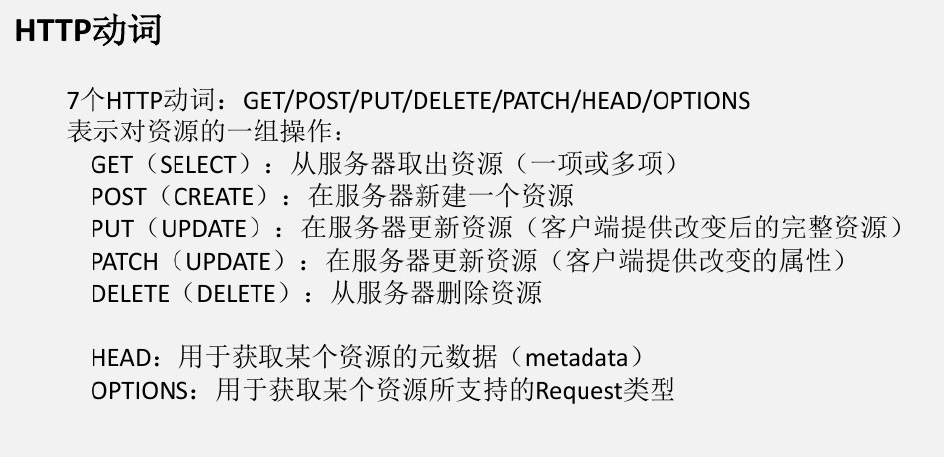 HTTP动词
7个HTTP动词：GET/POST/PUT/DELETE/PATCH/HEAD/OPTIONS
表示对资源的一组操作：
GET（SELECT）：从服务器取出资源（一项或多项）
POST（CREATE）：在服务器新建一个资源
PUT（UPDATE）：在服务器更新资源（客户端提供改变后的完整资源）
PATCH（UPDATE）：在服务器更新资源（客户端提供改变的属性）
DELETE（DELETE）：从服务器删除资源
HEAD：用于获取某个资源的元数据（metadata）
OPTIONS：用于获取某个资源所支持的Request类型